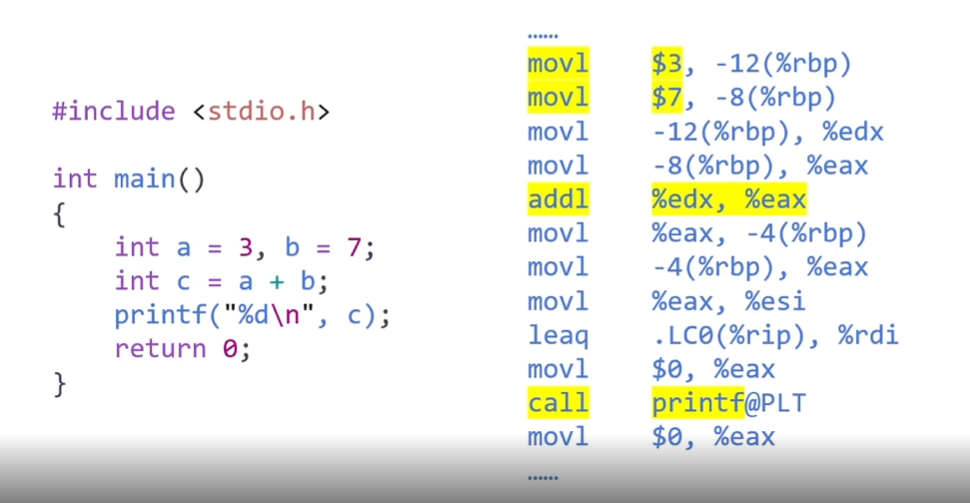 #include <stdio.h>
int main()
{
    int a = 3, b = 7;
    int c = a + b;
    printf("%d\n", c);
    return 0;
}
……
movl $3, -12(%rbp)
movl $7, -8(%rbp)
movl -12(%rbp), %edx
movl -8(%rbp), %eax
addl %edx, %eax
movl %eax, -4(%rbp)
movl -4(%rbp), %eax
movl %eax, %esi
leaq .LC0(%rip), %rdi
movl $0, %eax
call printf@PLT
movl $0, %eax
……